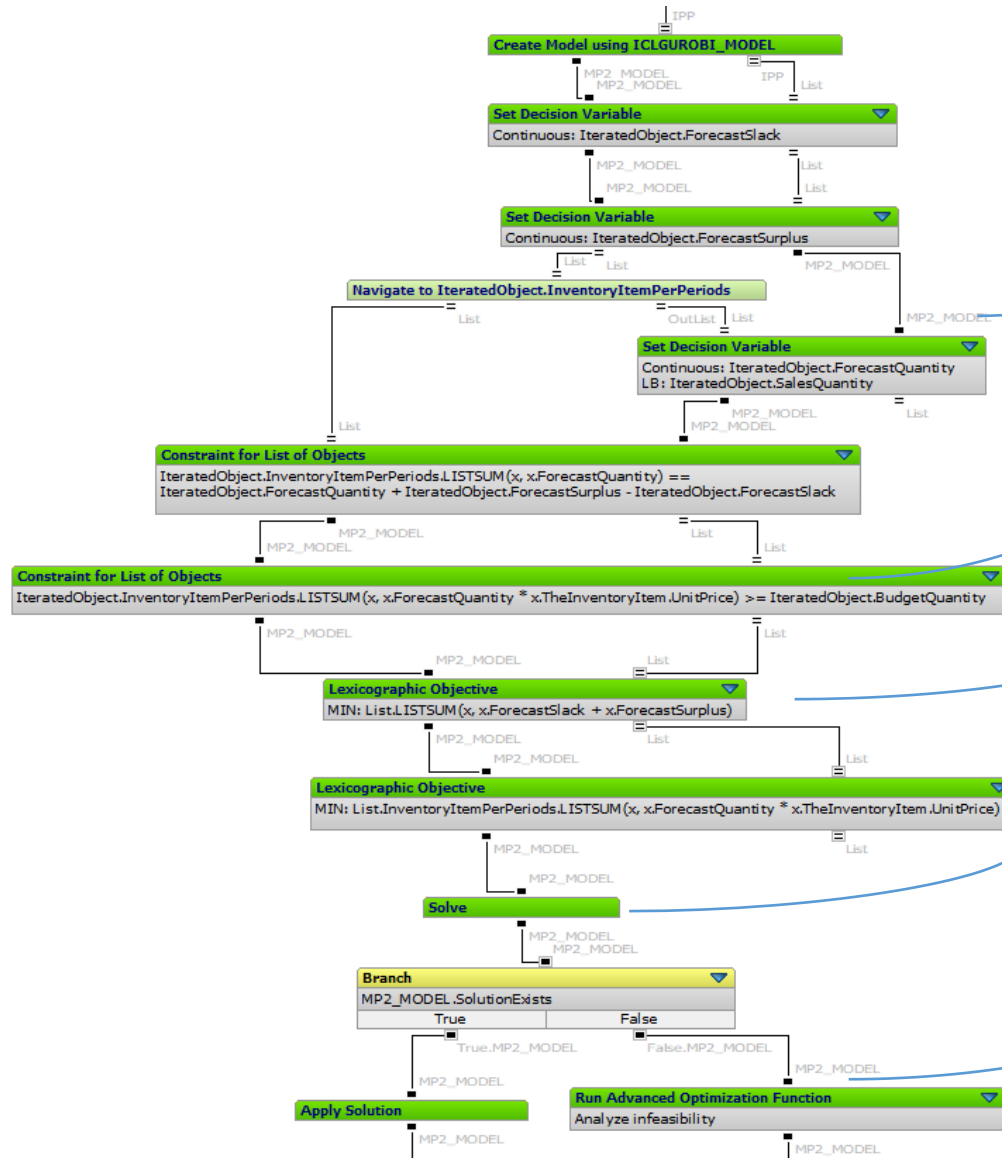 IPP
Create Model using ICLGUROBI_MODEL
MP2_MODEL
IPP
MP2_MODEL
List
Set Decision Variable
Continuous: IteratedObject.ForecastSlack
MP2_MODEL
List
MP2_MODEL
List
Set Decision Variable
Continuous: IteratedObject.ForecastSurplus
List
List
MP2_MODEL
Navigate to IteratedObject.InventoryItemPerPeriods
List
OutList
List
MP2_MODEL
Set Decision Variable
Continuous: IteratedObject.ForecastQuantity
LB: IteratedObject.SalesQuantity
MP2_MODEL
List
List
MP2_MODEL
Constraint for List of Objects
IteratedObject.InventoryItemPerPeriods.LISTSUM(x, x.ForecastQuantity) ==
IteratedObject.ForecastQuantity + IteratedObject.ForecastSurplus - IteratedObject.ForecastSlack
MP2_MODEL
List
MP2_MODEL
List
Constraint for List of Objects
IteratedObject.InventoryItemPerPeriods.LISTSUM(x, x.ForecastQuantity * x.TheInventoryItem.UnitPrice) >= IteratedObject.BudgetQuantity
MP2_MODEL
List
MP2_MODEL
List
Lexicographic Objective
MIN: List.LISTSUM(x, x.ForecastSlack + x.ForecastSurplus)
MP2_MODEL
List
MP2_MODEL
List
Lexicographic Objective
MIN: List.InventoryItemPerPeriods.LISTSUM(x, x.ForecastQuantity * x.TheInventoryItem.UnitPrice)
MP2_MODEL
List
MP2_MODEL
Solve
MP2_MODEL
MP2_MODEL
Branch
MP2_MODEL.SolutionExists
True
False
True.MP2_MODEL
False.MP2_MODEL
MP2_MODEL
MP2_MODEL
Apply Solution
Run Advanced Optimization Function
Analyze infeasibility
MP2_MODEL
MP2_MODEL